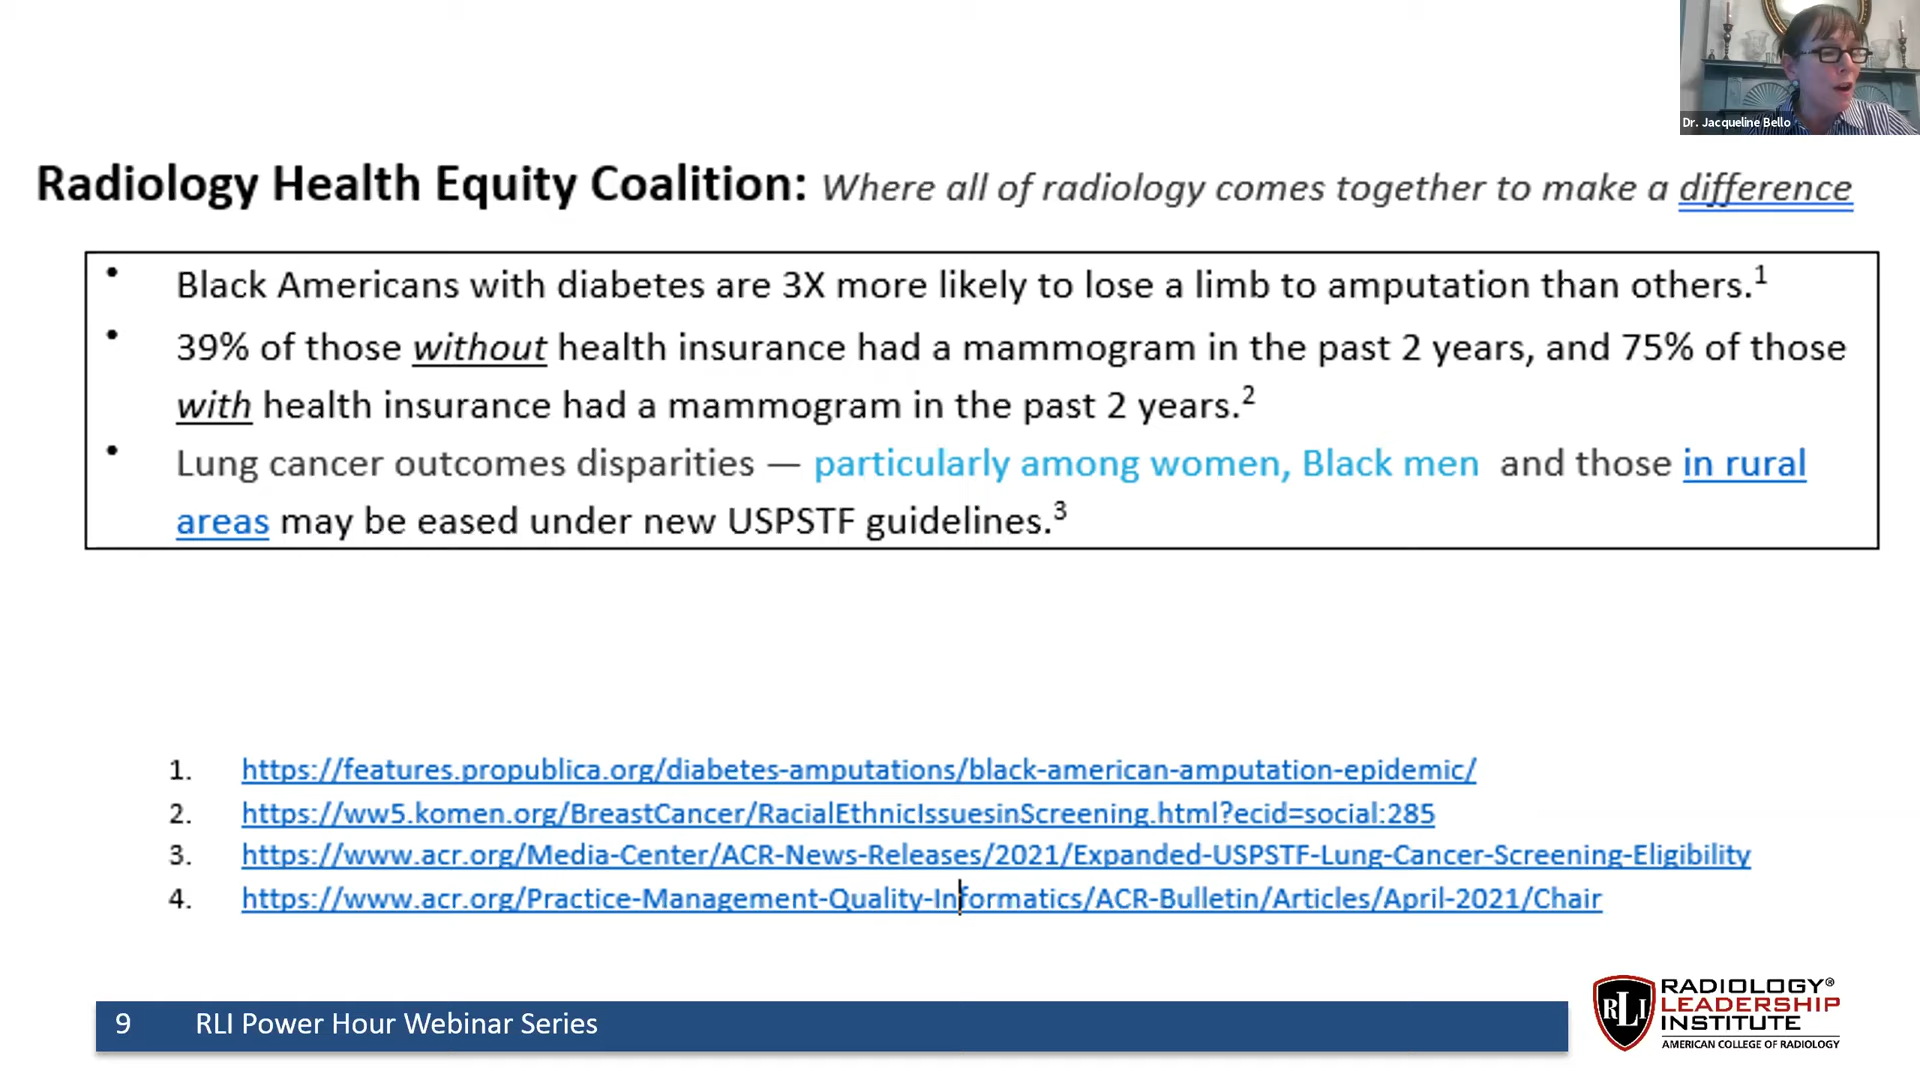 Dr. Jacqueline Bello
Radiology Health Equity Coalition: Where all of radiology comes together to make a difference
• Black Americans with diabetes are 3X more likely to lose a limb to amputation than others.1
• 39% of those without health insurance had a mammogram in the past 2 years, and 75% of those
with health insurance had a mammogram in the past 2 years.2
• Lung cancer outcomes disparities — particularly among women, Black men and those in rural
areas may be eased under new USPSTF guidelines.3
1. https://features.propublica.org/diabetes-amputations/black-american-amputation-epidemic/
2. https://ww5.komen.org/BreastCancer/RacialEthnicIssuesinScreening.html?ecid=social:285
3. https://www.acr.org/Media-Center/ACR-News-Releases/2021/Expanded-USPSTF-Lung-Cancer-Screening-Eligibility
4. https://www.acr.org/Practice-Management-Quality-Informatics/ACR-Bulletin/Articles/April-2021/Chair
9 RLI Power Hour Webinar Series
RLI
RADIOLOGY®
LEADERSHIP
INSTITUTE
AMERICAN COLLEGE OF RADIOLOGY